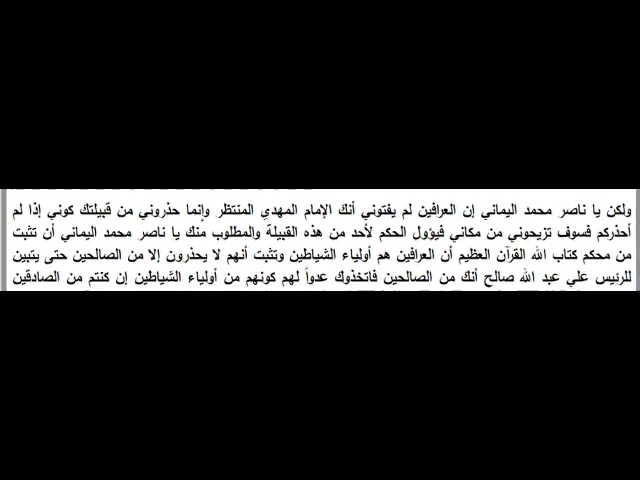 ولكن يا ناصر محمد اليماني إن العرافين لم يفتوني أنك الإمام المهدي المنتظر وإنما حذروني من قبيلتك كوني إذا لم
أحذركم فسوف تزيحوني من مكاني فيؤول الحكم لأحد من هذه القبيلة والمطلوب منك يا ناصر محمد اليماني أن تثبت
من محكم كتاب الله القرآن العظيم أن العرافين هم أولياء الشياطين وتثبت أنهم لا يحذرون إلا من الصالحين حتى يتبين
للرئيس علي عبد الله صالح أنك من الصالحين فاتخذوك عدواً لهم كونهم من أولياء الشياطين إن كنتم من الصادقين